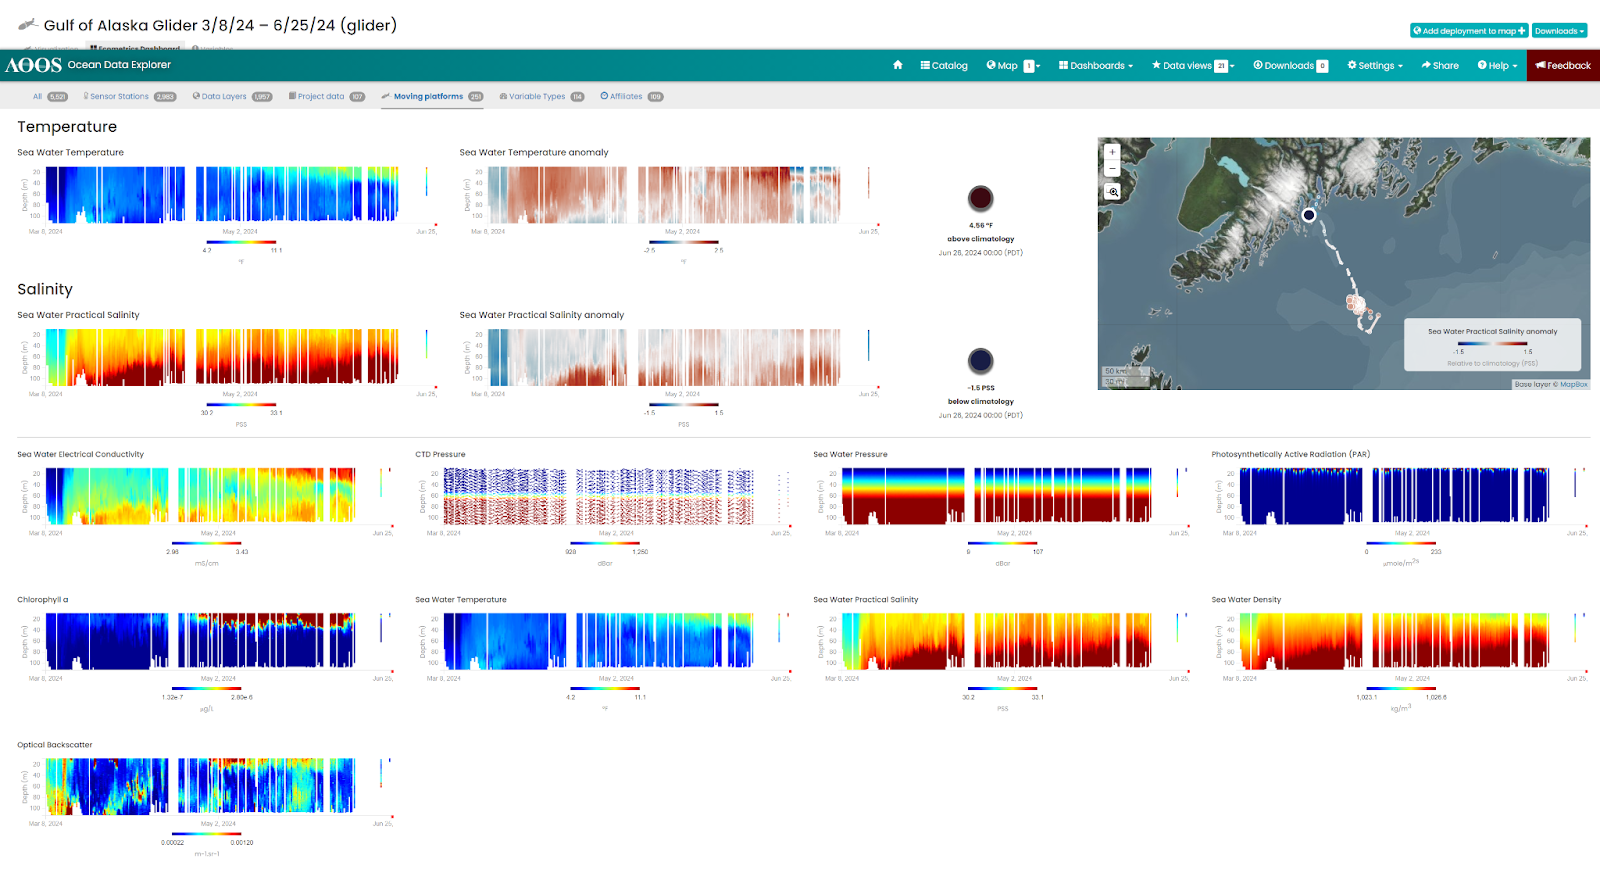 Gulf of Alaska Glider 3/8/24 – 6/25/24 (glider)
Add deployment to map Downloads
AOOS Ocean Data Explorer
Catalog Map 1 Dashboards Data views 21 Downloads 0 Settings Share Help Feedback
All 5,521 Sensor Stations 2,983 Data Layers 1,957 Project data 107 Moving platforms 251 Variable Types 114 Affiliates 109
Temperature
Sea Water Temperature
Depth (m)
20
40
60
80
100
Mar 8, 2024 May 2, 2024 Jun 25,
4.2 11.1
°F
Sea Water Temperature anomaly
Depth (m)
20
40
60
80
100
Mar 8, 2024 May 2, 2024 Jun 25,
-2.5 2.5
°F
4.56 °F
above climatology
Jun 28, 2024 00:00 (PDT)
Salinity
Sea Water Practical Salinity
Depth (m)
20
40
60
80
100
Mar 8, 2024 May 2, 2024 Jun 25,
30.2 33.1
PSS
Sea Water Practical Salinity anomaly
Depth (m)
20
40
60
80
100
Mar 8, 2024 May 2, 2024 Jun 25,
-1.5 1.5
PSS
-1.5 PSS
below climatology
Jun 28, 2024 00:00 (PDT)
+
−
Sea Water Practical Salinity anomaly
-1.5 1.5
Relative to climatology (PSS)
50 km
30 mi
Base layer © MapBox
Sea Water Electrical Conductivity
Depth (m)
20
40
60
80
100
Mar 8, 2024 May 2, 2024 Jun 25,
2.96 3.43
mS/cm
CTD Pressure
Depth (m)
20
40
60
80
100
Mar 8, 2024 May 2, 2024 Jun 25,
920 1,250
dBar
Sea Water Pressure
Depth (m)
20
40
60
80
100
Mar 8, 2024 May 2, 2024 Jun 25,
9 107
dBar
Photosynthetically Active Radiation (PAR)
Depth (m)
20
40
60
80
100
Mar 8, 2024 May 2, 2024 Jun 25,
0 233
µmole/m²s
Chlorophyll a
Depth (m)
20
40
60
80
100
Mar 8, 2024 May 2, 2024 Jun 25,
1.32e-7 2.80e-6
µg/L
Sea Water Temperature
Depth (m)
20
40
60
80
100
Mar 8, 2024 May 2, 2024 Jun 25,
4.2 11.1
°F
Sea Water Practical Salinity
Depth (m)
20
40
60
80
100
Mar 8, 2024 May 2, 2024 Jun 25,
30.2 33.1
PSS
Sea Water Density
Depth (m)
20
40
60
80
100
Mar 8, 2024 May 2, 2024 Jun 25,
1,023.1 1,026.6
kg/m³
Optical Backscatter
Depth (m)
20
40
60
80
100
Mar 8, 2024 May 2, 2024 Jun 25,
0.00022 0.00120
m-1.sr-1